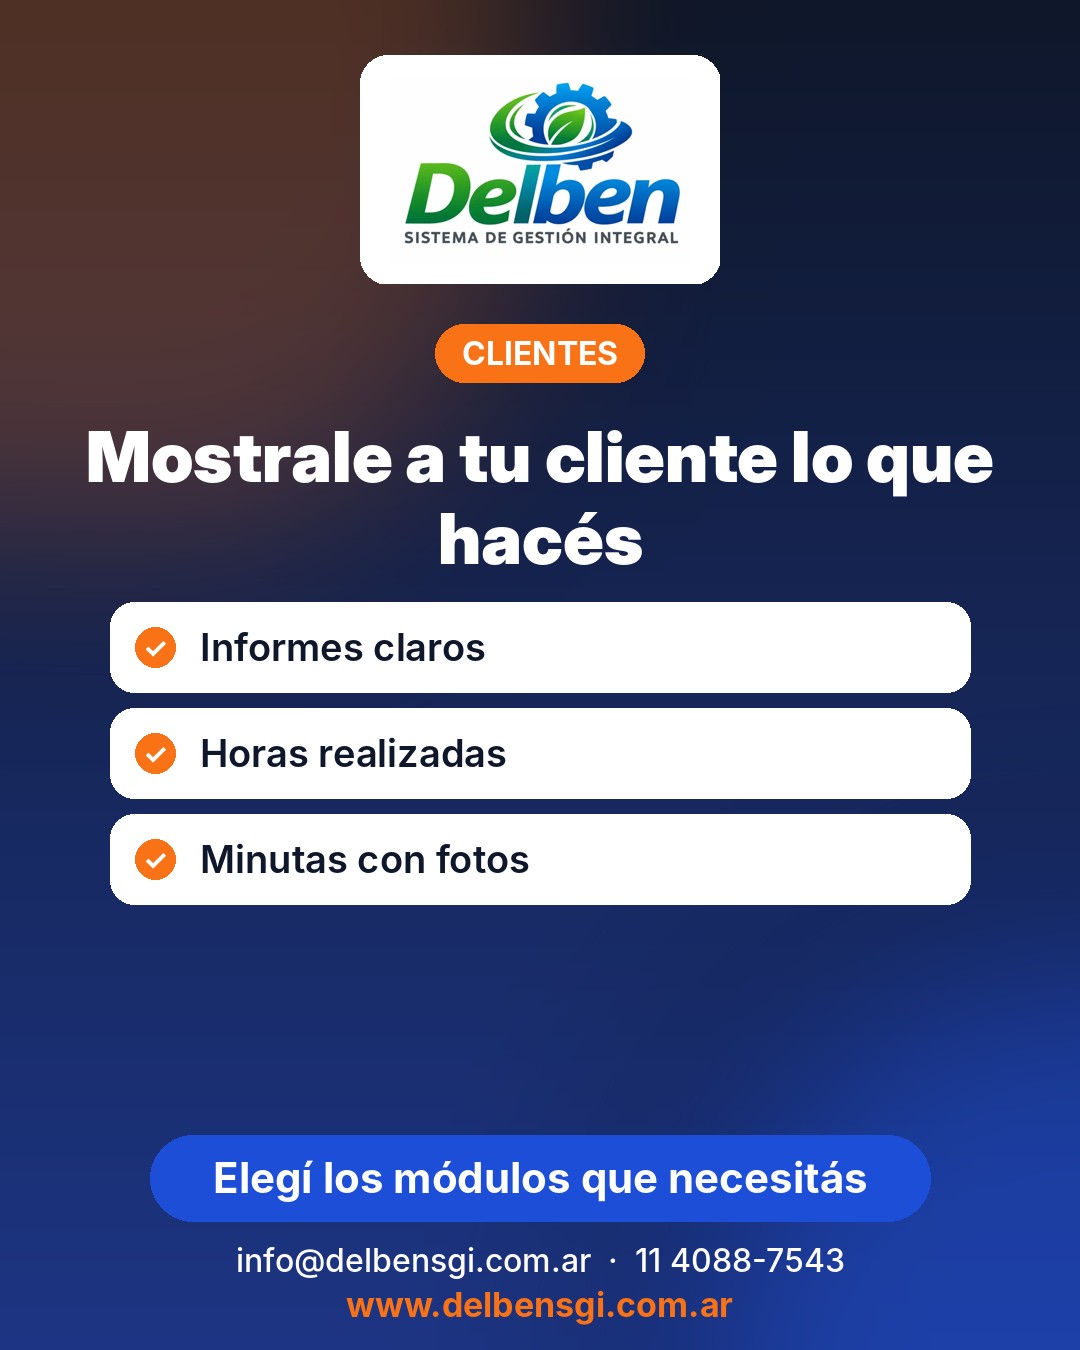 Delben
SISTEMA DE GESTIÓN INTEGRAL
CLIENTES
Mostrale a tu cliente lo que
hacés
Informes claros
Horas realizadas
Minutas con fotos
Elegí los módulos que necesitás
info@delbensgi.com.ar · 11 4088-7543
www.delbensgi.com.ar